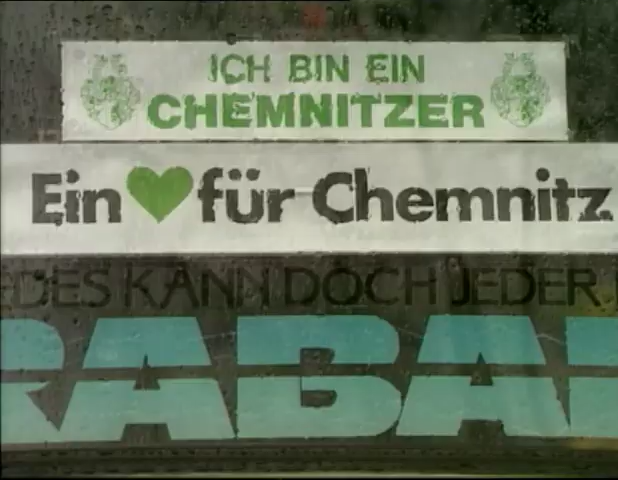 ICH BIN EIN
CHEMNITZER
Ein für Chemnitz
DES KANN DOCH JEDER
RABA